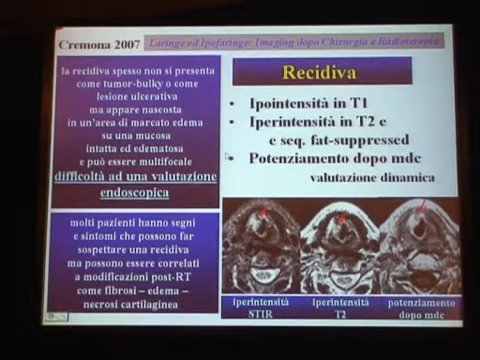 Cremona 2007
Laringe ed Ipofaringe: Imaging dopo Chirurgia e Radioterapia
la recidiva spesso non si presenta
come tumor-bulky o come
lesione ulcerativa
ma appare nascosta
in un'area di marcato edema
su una mucosa
intatta ed edematosa
e può essere multifocale
difficoltà ad una valutazione
endoscopica
molti pazienti hanno segni
e sintomi che possono far
sospettare una recidiva
ma possono essere correlati
a modificazioni post-RT
come fibrosi – edema –
necrosi cartilaginea
Recidiva
• Ipointensità in T1
• Iperintensità in T2 e
e seq. fat-suppressed
• Potenziamento dopo mdc
valutazione dinamica
iperintensità
STIR
iperintensità
T2
potenziamento
dopo mdc